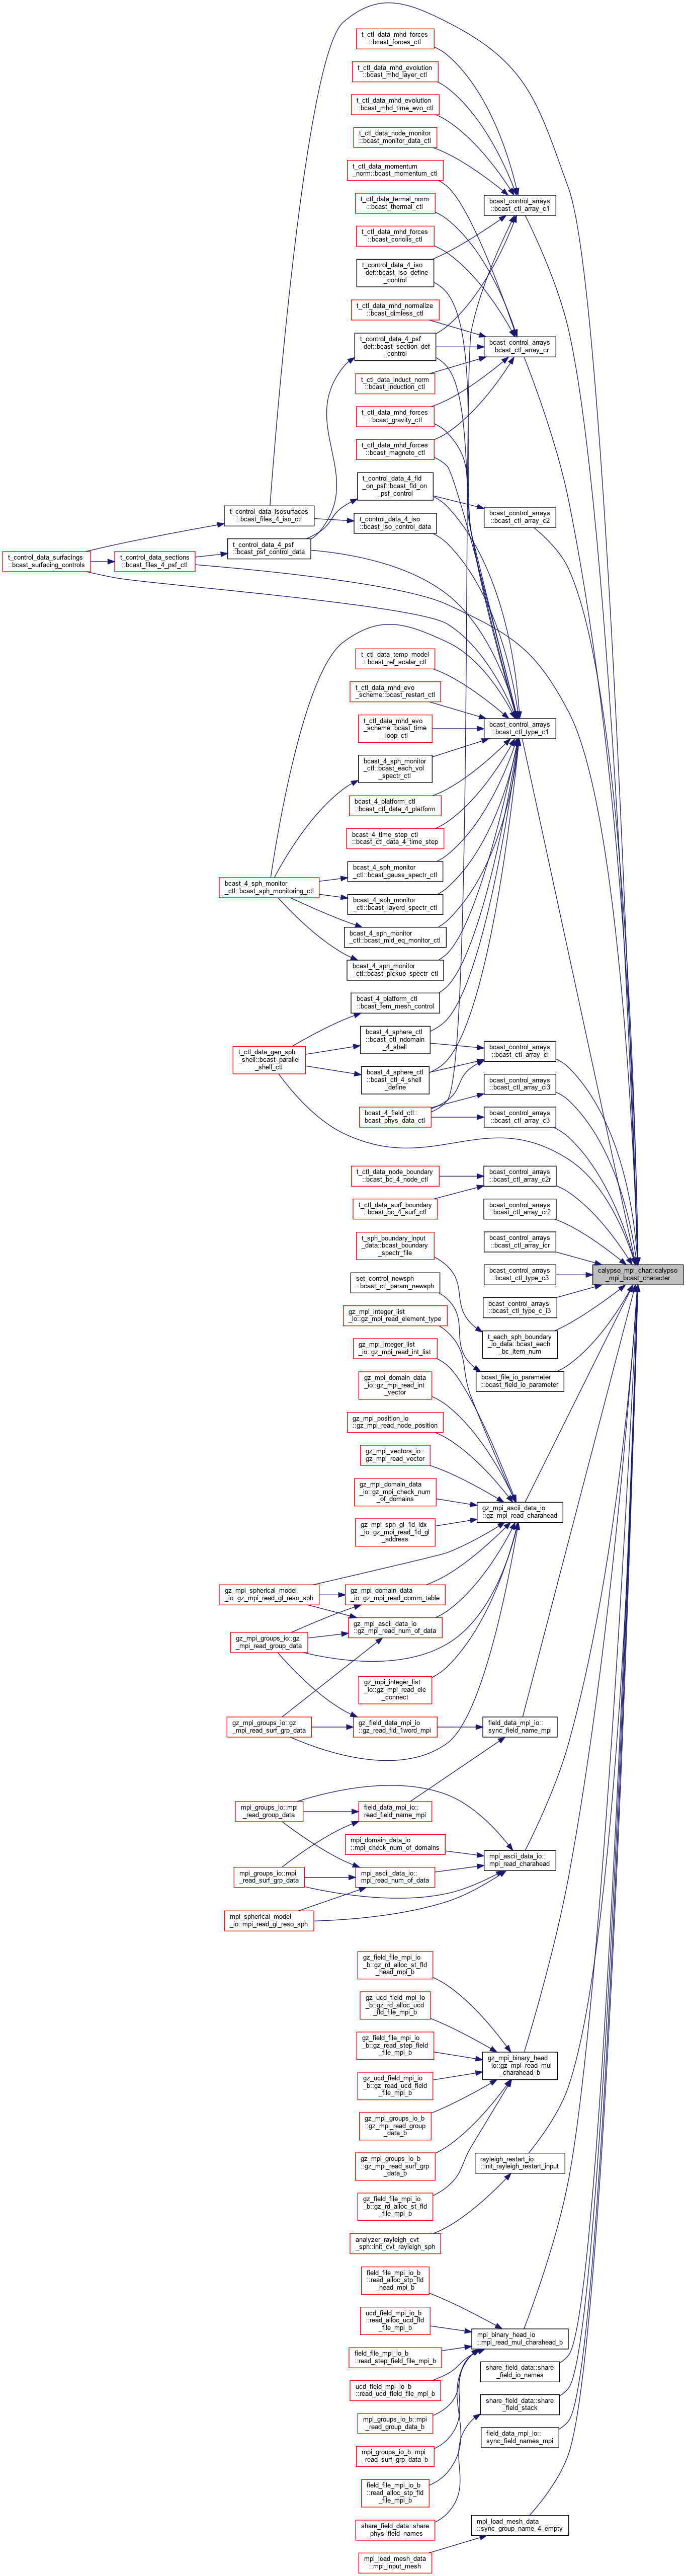 t_ctl_data_mhd_forces
::bcast_forces_ctl
t_ctl_data_mhd_evolution
::bcast_mhd_layer_ctl
t_ctl_data_mhd_evolution
::bcast_mhd_time_evo_ctl
t_ctl_data_node_monitor
::bcast_monitor_data_ctl
t_ctl_data_momentum
_norm::bcast_momentum_ctl
t_ctl_data_termal_norm
::bcast_thermal_ctl
bcast_control_arrays
::bcast_ctl_array_c1
t_ctl_data_mhd_forces
::bcast_coriolis_ctl
t_control_data_4_iso
_def::bcast_iso_define
_control
t_ctl_data_mhd_normalize
::bcast_dimless_ctl
t_control_data_4_psf
_def::bcast_section_def
_control
bcast_control_arrays
::bcast_ctl_array_cr
t_ctl_data_induct_norm
::bcast_induction_ctl
t_ctl_data_mhd_forces
::bcast_gravity_ctl
t_ctl_data_mhd_forces
::bcast_magneto_ctl
t_control_data_4_fld
_on_psf::bcast_fld_on
_psf_control
t_control_data_isosurfaces
::bcast_files_4_iso_ctl
t_control_data_4_iso
::bcast_iso_control_data
bcast_control_arrays
::bcast_ctl_array_c2
t_control_data_surfacings
::bcast_surfacing_controls
t_control_data_sections
::bcast_files_4_psf_ctl
t_control_data_4_psf
::bcast_psf_control_data
t_ctl_data_temp_model
::bcast_ref_scalar_ctl
t_ctl_data_mhd_evo
_scheme::bcast_restart_ctl
t_ctl_data_mhd_evo
_scheme::bcast_time
_loop_ctl
bcast_control_arrays
::bcast_ctl_type_c1
bcast_4_sph_monitor
_ctl::bcast_each_vol
_spectr_ctl
bcast_4_platform_ctl
::bcast_ctl_data_4_platform
bcast_4_time_step_ctl
::bcast_ctl_data_4_time_step
bcast_4_sph_monitor
_ctl::bcast_gauss_spectr_ctl
bcast_4_sph_monitor
_ctl::bcast_sph_monitoring_ctl
bcast_4_sph_monitor
_ctl::bcast_layerd_spectr_ctl
bcast_4_sph_monitor
_ctl::bcast_mid_eq_monitor_ctl
bcast_4_sph_monitor
_ctl::bcast_pickup_spectr_ctl
bcast_4_platform_ctl
::bcast_fem_mesh_control
t_ctl_data_gen_sph
_shell::bcast_parallel
_shell_ctl
bcast_4_sphere_ctl
::bcast_ctl_ndomain
_4_shell
bcast_control_arrays
::bcast_ctl_array_ci
bcast_4_sphere_ctl
::bcast_ctl_4_shell
_define
bcast_control_arrays
::bcast_ctl_array_ci3
bcast_4_field_ctl::
bcast_phys_data_ctl
bcast_control_arrays
::bcast_ctl_array_c3
t_ctl_data_node_boundary
::bcast_bc_4_node_ctl
bcast_control_arrays
::bcast_ctl_array_c2r
t_ctl_data_surf_boundary
::bcast_bc_4_surf_ctl
bcast_control_arrays
::bcast_ctl_array_cr2
t_sph_boundary_input
_data::bcast_boundary
_spectr_file
bcast_control_arrays
::bcast_ctl_array_icr
set_control_newsph
::bcast_ctl_param_newsph
bcast_control_arrays
::bcast_ctl_type_c3
calypso_mpi_char::calypso
_mpi_bcast_character
gz_mpi_integer_list
_io::gz_mpi_read_element_type
bcast_control_arrays
::bcast_ctl_type_c_i3
gz_mpi_integer_list
_io::gz_mpi_read_int_list
t_each_sph_boundary
_io_data::bcast_each
_bc_item_num
gz_mpi_domain_data
_io::gz_mpi_read_int
_vector
bcast_file_io_parameter
::bcast_field_io_parameter
gz_mpi_position_io
::gz_mpi_read_node_position
gz_mpi_vectors_io::
gz_mpi_read_vector
gz_mpi_domain_data
_io::gz_mpi_check_num
_of_domains
gz_mpi_ascii_data_io
::gz_mpi_read_charahead
gz_mpi_sph_gl_1d_idx
_io::gz_mpi_read_1d_gl
_address
gz_mpi_spherical_model
_io::gz_mpi_read_gl_reso_sph
gz_mpi_domain_data
_io::gz_mpi_read_comm_table
gz_mpi_ascii_data_io
::gz_mpi_read_num_of_data
gz_mpi_groups_io::gz
_mpi_read_group_data
gz_mpi_integer_list
_io::gz_mpi_read_ele
_connect
gz_mpi_groups_io::gz
_mpi_read_surf_grp_data
gz_field_data_mpi_io
::gz_read_fld_1word_mpi
field_data_mpi_io::
sync_field_name_mpi
mpi_groups_io::mpi
_read_group_data
field_data_mpi_io::
read_field_name_mpi
mpi_domain_data_io
::mpi_check_num_of_domains
mpi_ascii_data_io::
mpi_read_charahead
mpi_groups_io::mpi
_read_surf_grp_data
mpi_ascii_data_io::
mpi_read_num_of_data
mpi_spherical_model
_io::mpi_read_gl_reso_sph
gz_field_file_mpi_io
_b::gz_rd_alloc_st_fld
_head_mpi_b
gz_ucd_field_mpi_io
_b::gz_rd_alloc_ucd
_fld_file_mpi_b
gz_field_file_mpi_io
_b::gz_read_step_field
_file_mpi_b
gz_mpi_binary_head
_io::gz_mpi_read_mul
_charahead_b
gz_ucd_field_mpi_io
_b::gz_read_ucd_field
_file_mpi_b
gz_mpi_groups_io_b
::gz_mpi_read_group
_data_b
gz_mpi_groups_io_b
::gz_mpi_read_surf_grp
_data_b
rayleigh_restart_io
::init_rayleigh_restart_input
gz_field_file_mpi_io
_b::gz_rd_alloc_st_fld
_file_mpi_b
analyzer_rayleigh_cvt
_sph::init_cvt_rayleigh_sph
field_file_mpi_io_b
::read_alloc_stp_fld
_head_mpi_b
ucd_field_mpi_io_b
::read_alloc_ucd_fld
_file_mpi_b
mpi_binary_head_io
::mpi_read_mul_charahead_b
field_file_mpi_io_b
::read_step_field_file_mpi_b
share_field_data::share
_field_io_names
ucd_field_mpi_io_b
::read_ucd_field_file_mpi_b
share_field_data::share
_field_stack
mpi_groups_io_b::mpi
_read_group_data_b
field_data_mpi_io::
sync_field_names_mpi
mpi_groups_io_b::mpi
_read_surf_grp_data_b
field_file_mpi_io_b
::read_alloc_stp_fld
_file_mpi_b
share_field_data::share
_phys_field_names
mpi_load_mesh_data
::sync_group_name_4_empty
mpi_load_mesh_data
::mpi_input_mesh